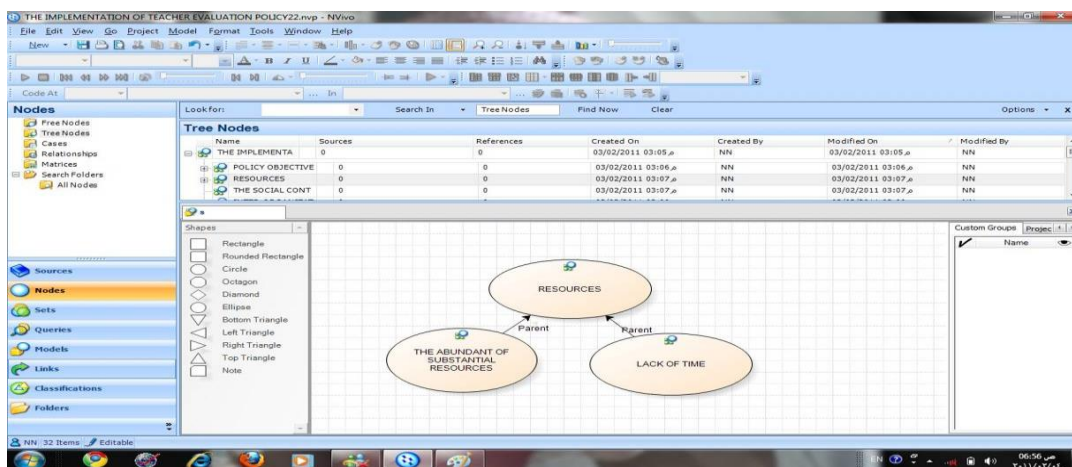 THE IMPLEMENTATION OF TEACHER EVALUATION POLICY22.nvp - NVivo
File Edit View Go Project Model Format Tools Window Help
New
A B I U
Code At In
Nodes Look for: Search In Tree Nodes Find Now Clear Options x
Free Nodes
Tree Nodes
Cases
Relationships
Matrices
Search Folders
All Nodes
Tree Nodes
Name Sources References Created On Created By Modified On Modified By
THE IMPLEMENTA 0 0 03/02/2011 03:05 م NN 03/02/2011 03:05 م NN
POLICY OBJECTIVE 0 0 03/02/2011 03:06 م NN 03/02/2011 03:06 م NN
RESOURCES 0 0 03/02/2011 03:07 م NN 03/02/2011 03:07 م NN
THE SOCIAL CONT 0 0 03/02/2011 03:07 م NN 03/02/2011 03:07 م NN
Shapes
Rectangle
Rounded Rectangle
Circle
Octagon
Diamond
Ellipse
Bottom Triangle
Left Triangle
Right Triangle
Top Triangle
Note
RESOURCES
Parent Parent
THE ABUNDANT OF
SUBSTANTIAL
RESOURCES
LACK OF TIME
Custom Groups Projec
Name
Sources
Nodes
Sets
Queries
Models
Links
Classifications
Folders
NN 32 Items Editable
EN 06:56 ص